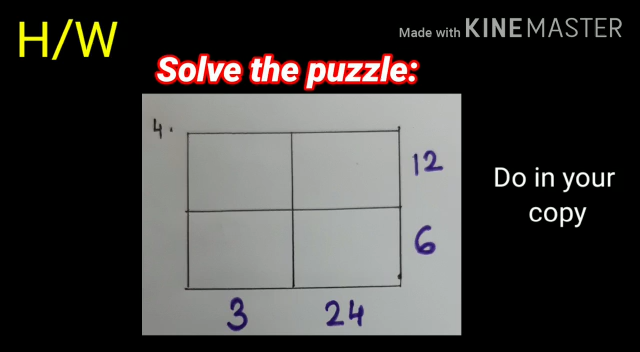 H/W
Made with KINEMASTER
Solve the puzzle:
4.
12
6
3 24
Do in your
copy